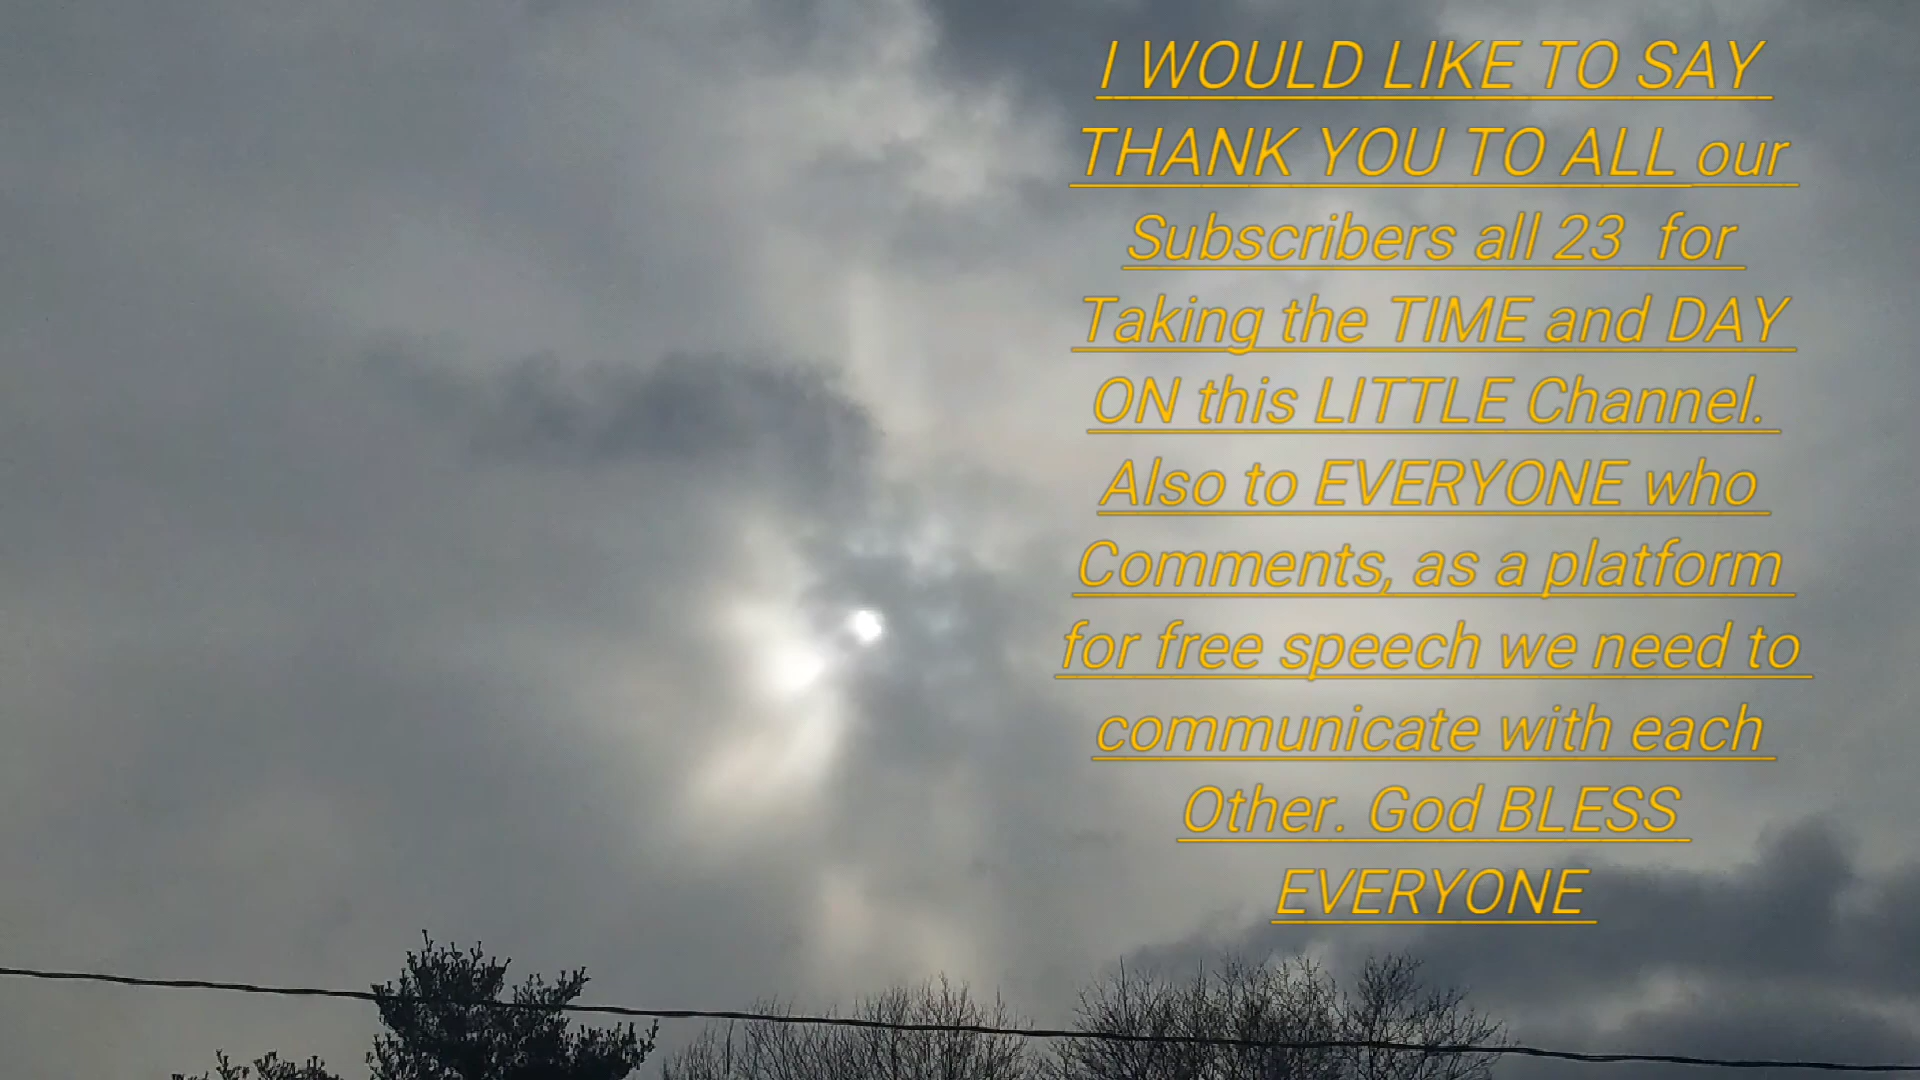 I WOULD LIKE TO SAY
THANK YOU TO ALL our
Subscribers all 23 for
Taking the TIME and DAY
ON this LITTLE Channel.
Also to EVERYONE who
Comments, as a platform
for free speech we need to
communicate with each
Other. God BLESS
EVERYONE